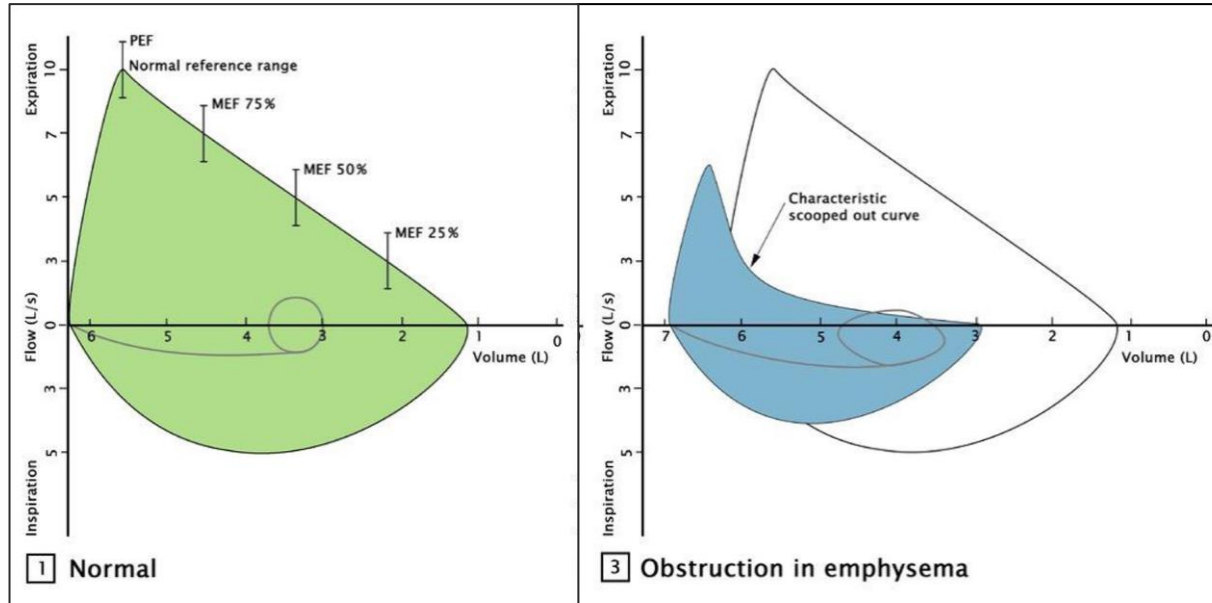 PEF
Normal reference range
MEF 75%
MEF 50%
MEF 25%
Expiration
10
7
5
3
0
3
5
Flow (L/s)
Inspiration
6
5
4
3
2
1
0
Volume (L)
1 Normal
Characteristic
scooped out curve
Expiration
10
7
5
3
0
3
5
Flow (L/s)
Inspiration
7
6
5
4
3
2
1
0
Volume (L)
3 Obstruction in emphysema